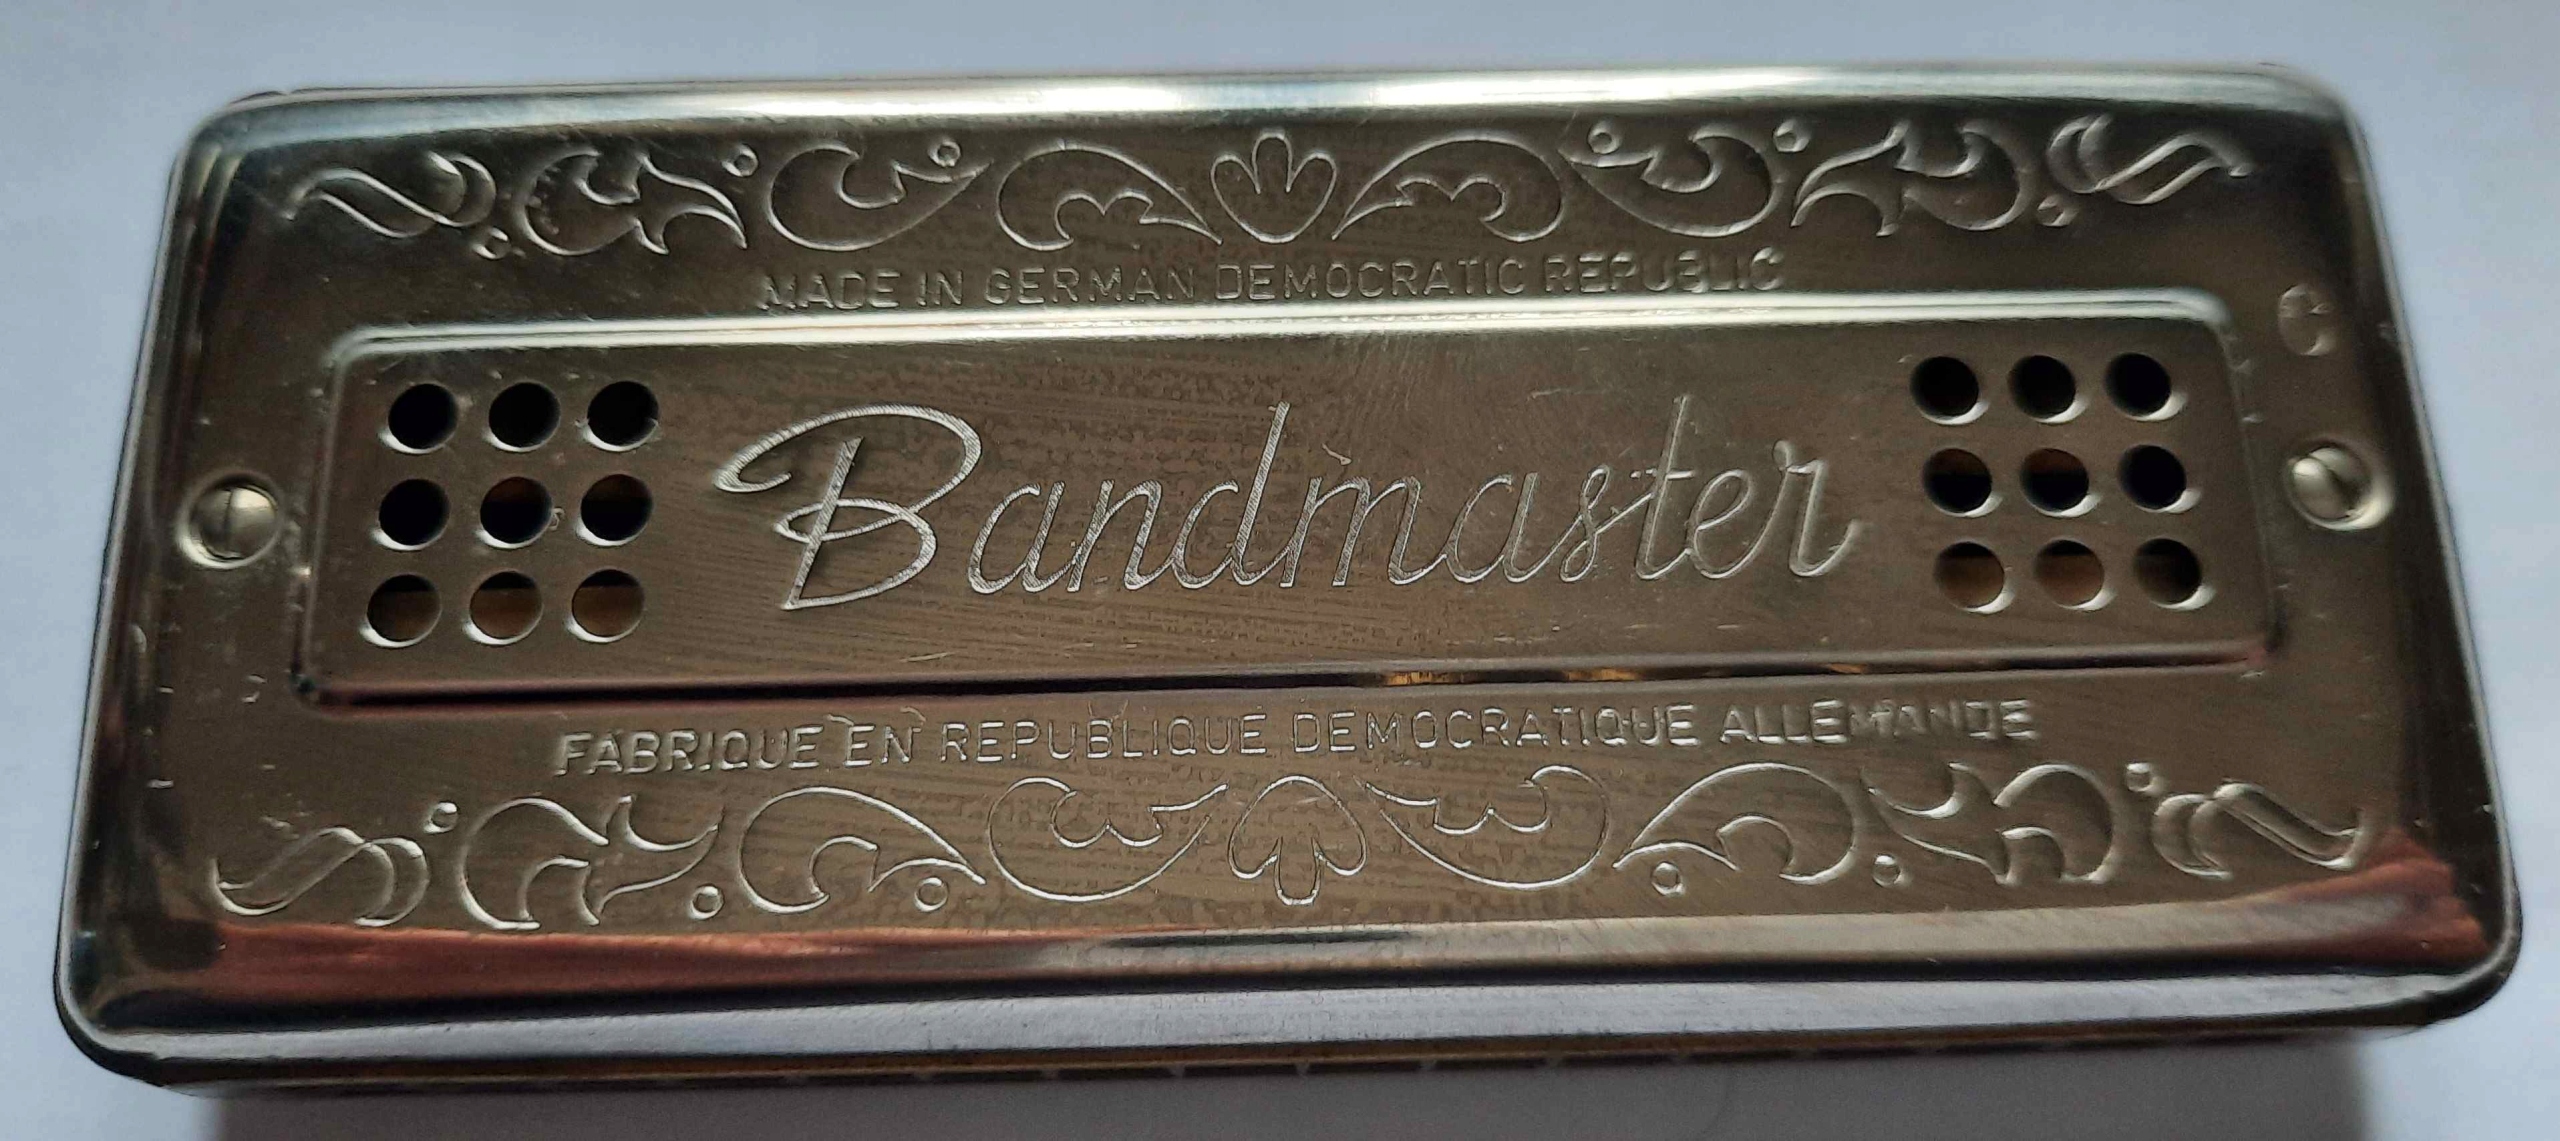 MADE IN GERMAN DEMOCRATIC REPUBLIC
C
Bandmaster
FABRIQUE EN REPUBLIQUE DEMOCRATIQUE ALLEMANDE